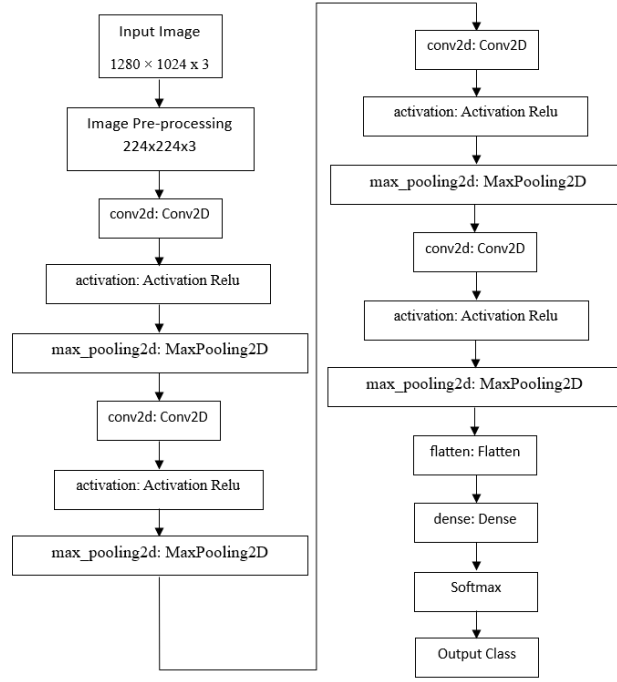 Input Image
1280 × 1024 x 3
Image Pre-processing
224x224x3
conv2d: Conv2D
activation: Activation Relu
max_pooling2d: MaxPooling2D
conv2d: Conv2D
activation: Activation Relu
max_pooling2d: MaxPooling2D
conv2d: Conv2D
activation: Activation Relu
max_pooling2d: MaxPooling2D
conv2d: Conv2D
activation: Activation Relu
max_pooling2d: MaxPooling2D
flatten: Flatten
dense: Dense
Softmax
Output Class